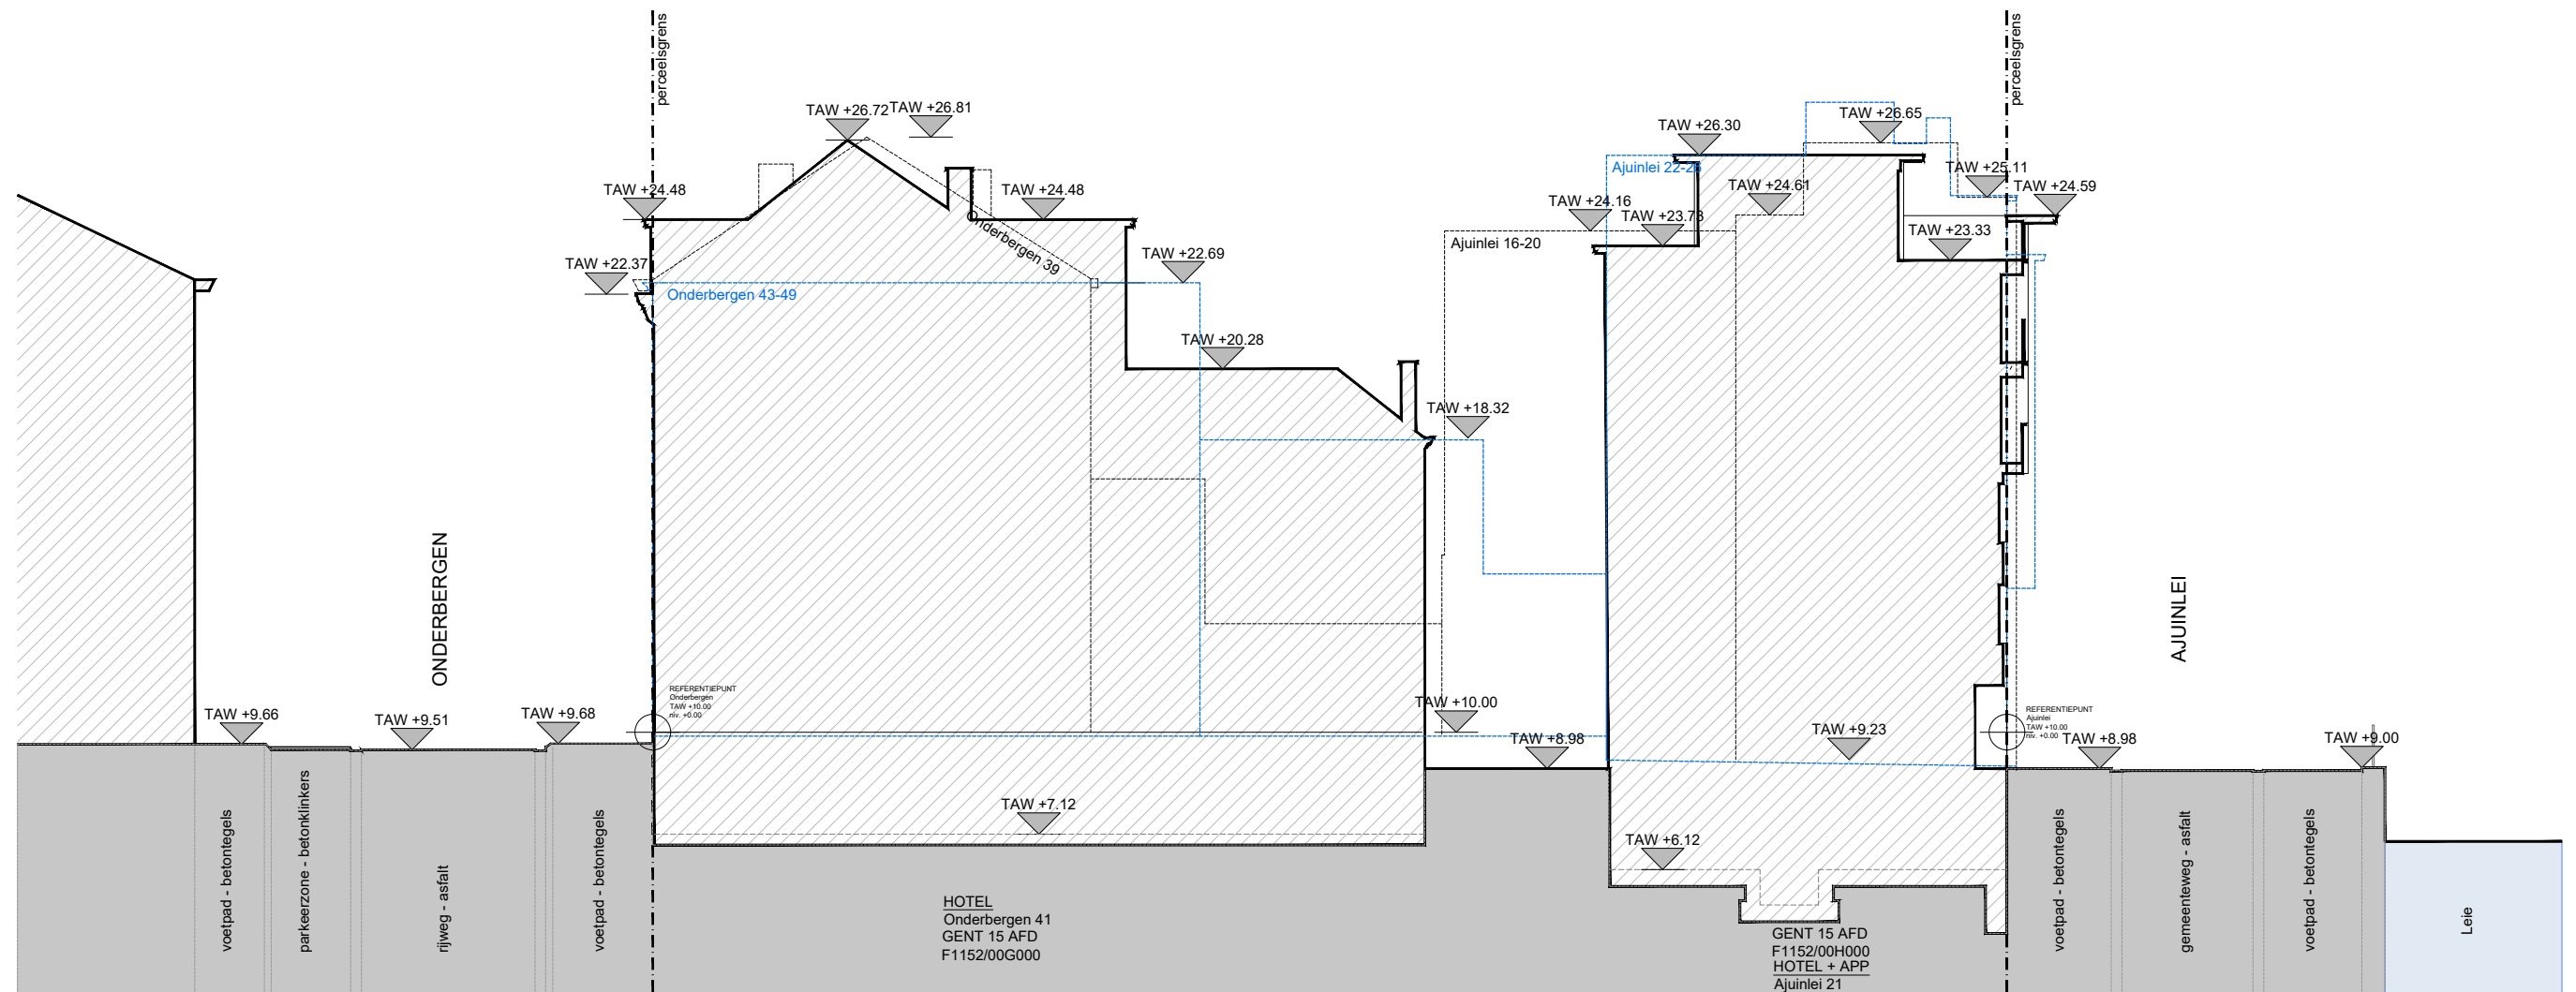 perceelsgrens
perceelsgrens
TAW +26.72
TAW +26.81
TAW +26.65
TAW +26.30
Ajuinlei 22-26
TAW +25.11
TAW +24.48
TAW +24.48
TAW +24.61
TAW +24.59
TAW +24.16
TAW +23.73
TAW +23.33
Onderbergen 39
Ajuinlei 16-20
TAW +22.37
TAW +22.69
Onderbergen 43-49
TAW +20.28
TAW +18.32
ONDERBERGEN
AJUINLEI
REFERENTIEPUNT
Onderbergen
TAW +10.00
niv. +0.00
TAW +10.00
REFERENTIEPUNT
Ajuinlei
TAW +10.00
niv. +0.00
TAW +9.66
TAW +9.51
TAW +9.68
TAW +8.98
TAW +9.23
TAW +8.98
TAW +9.00
TAW +7.12
TAW +6.12
voetpad - betontegels
parkeerzone - betonklinkers
rijweg - asfalt
voetpad - betontegels
voetpad - betontegels
gemeenteweg - asfalt
voetpad - betontegels
Leie
HOTEL
Onderbergen 41
GENT 15 AFD
F1152/00G000
GENT 15 AFD
F1152/00H000
HOTEL + APP
Ajuinlei 21